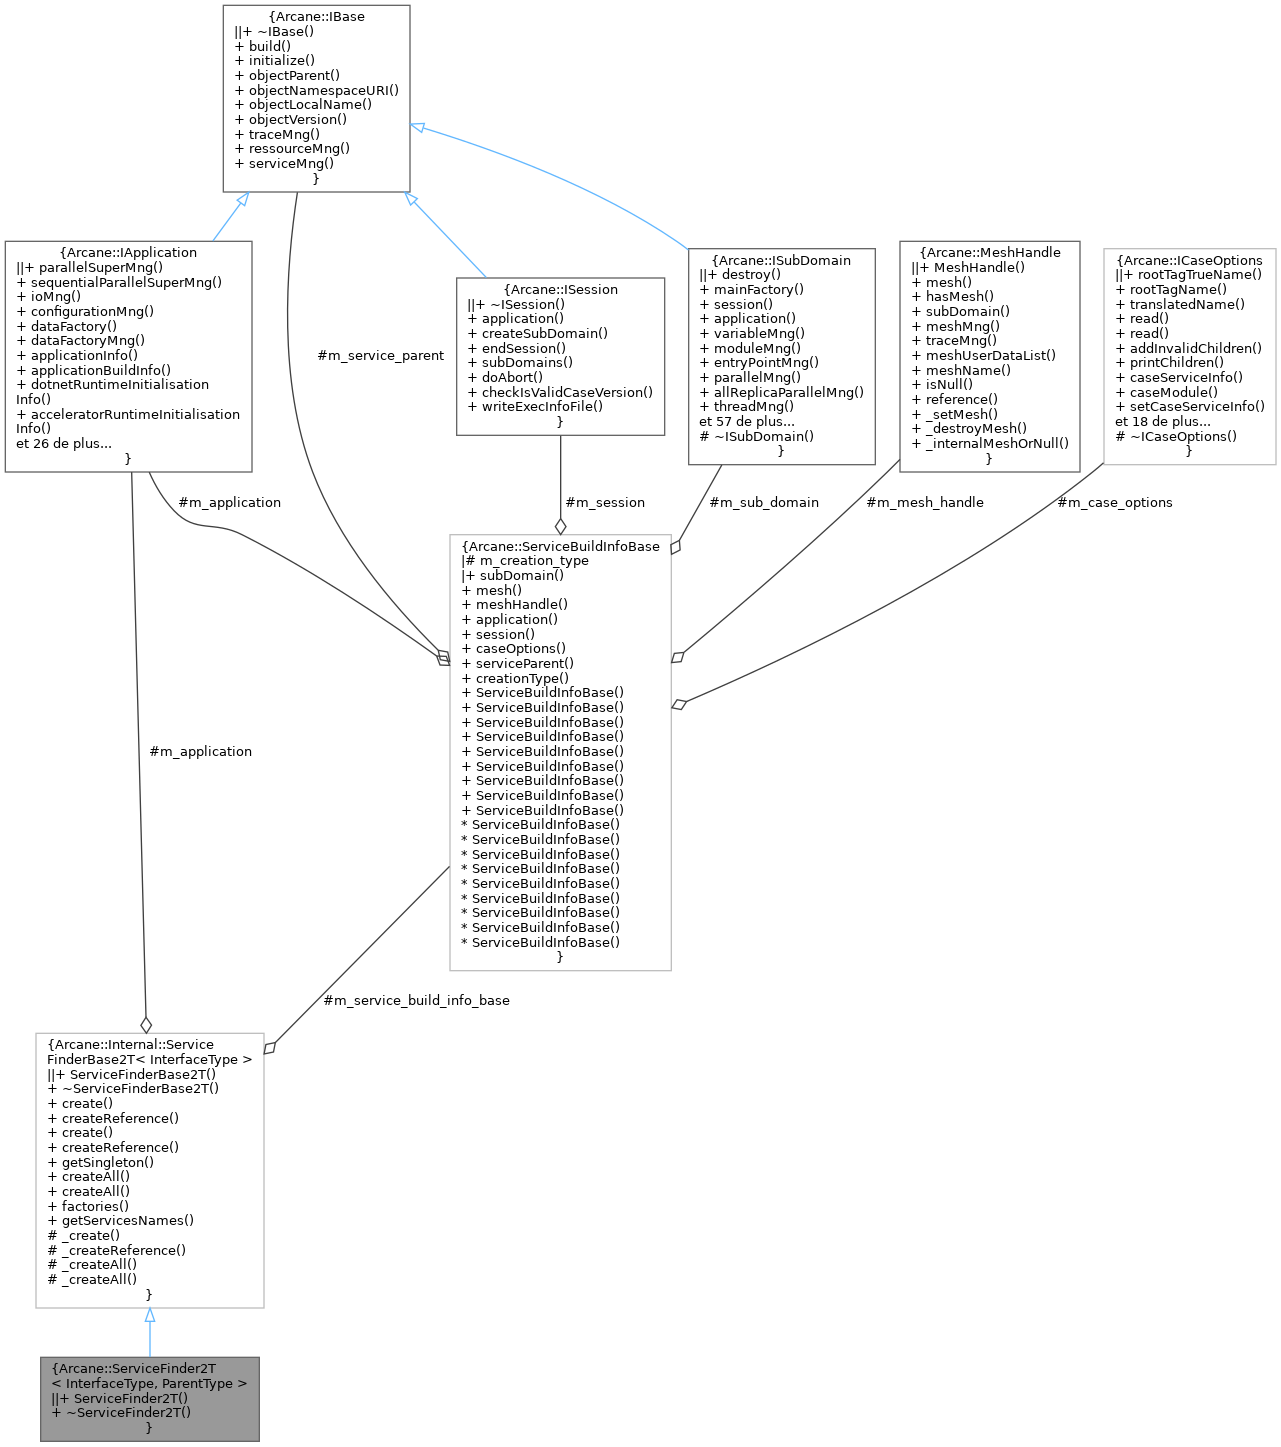 {Arcane::IBase
||+ ~IBase()
+ build()
+ initialize()
+ objectParent()
+ objectNamespaceURI()
+ objectLocalName()
+ objectVersion()
+ traceMng()
+ ressourceMng()
+ serviceMng()
}
{Arcane::IApplication
||+ parallelSuperMng()
+ sequentialParallelSuperMng()
+ ioMng()
+ configurationMng()
+ dataFactory()
+ dataFactoryMng()
+ applicationInfo()
+ applicationBuildInfo()
+ dotnetRuntimeInitialisation
Info()
+ acceleratorRuntimeInitialisation
Info()
et 26 de plus...
}
#m_service_parent
{Arcane::ISession
||+ ~ISession()
+ application()
+ createSubDomain()
+ endSession()
+ subDomains()
+ doAbort()
+ checkIsValidCaseVersion()
+ writeExecInfoFile()
}
{Arcane::ISubDomain
||+ destroy()
+ mainFactory()
+ session()
+ application()
+ variableMng()
+ moduleMng()
+ entryPointMng()
+ parallelMng()
+ allReplicaParallelMng()
+ threadMng()
et 57 de plus...
# ~ISubDomain()
}
{Arcane::MeshHandle
||+ MeshHandle()
+ mesh()
+ hasMesh()
+ subDomain()
+ meshMng()
+ traceMng()
+ meshUserDataList()
+ meshName()
+ isNull()
+ reference()
+ _setMesh()
+ _destroyMesh()
+ _internalMeshOrNull()
}
{Arcane::ICaseOptions
||+ rootTagTrueName()
+ rootTagName()
+ translatedName()
+ read()
+ read()
+ addInvalidChildren()
+ printChildren()
+ caseServiceInfo()
+ caseModule()
+ setCaseServiceInfo()
et 18 de plus...
# ~ICaseOptions()
}
#m_application
#m_session
#m_sub_domain
#m_mesh_handle
#m_case_options
{Arcane::ServiceBuildInfoBase
|# m_creation_type
|+ subDomain()
+ mesh()
+ meshHandle()
+ application()
+ session()
+ caseOptions()
+ serviceParent()
+ creationType()
+ ServiceBuildInfoBase()
+ ServiceBuildInfoBase()
+ ServiceBuildInfoBase()
+ ServiceBuildInfoBase()
+ ServiceBuildInfoBase()
+ ServiceBuildInfoBase()
+ ServiceBuildInfoBase()
+ ServiceBuildInfoBase()
+ ServiceBuildInfoBase()
* ServiceBuildInfoBase()
* ServiceBuildInfoBase()
* ServiceBuildInfoBase()
* ServiceBuildInfoBase()
* ServiceBuildInfoBase()
* ServiceBuildInfoBase()
* ServiceBuildInfoBase()
* ServiceBuildInfoBase()
* ServiceBuildInfoBase()
}
#m_application
#m_service_build_info_base
{Arcane::Internal::Service
FinderBase2T< InterfaceType >
||+ ServiceFinderBase2T()
+ ~ServiceFinderBase2T()
+ create()
+ createReference()
+ create()
+ createReference()
+ getSingleton()
+ createAll()
+ createAll()
+ factories()
+ getServicesNames()
# _create()
# _createReference()
# _createAll()
# _createAll()
}
{Arcane::ServiceFinder2T
< InterfaceType, ParentType >
||+ ServiceFinder2T()
+ ~ServiceFinder2T()
}